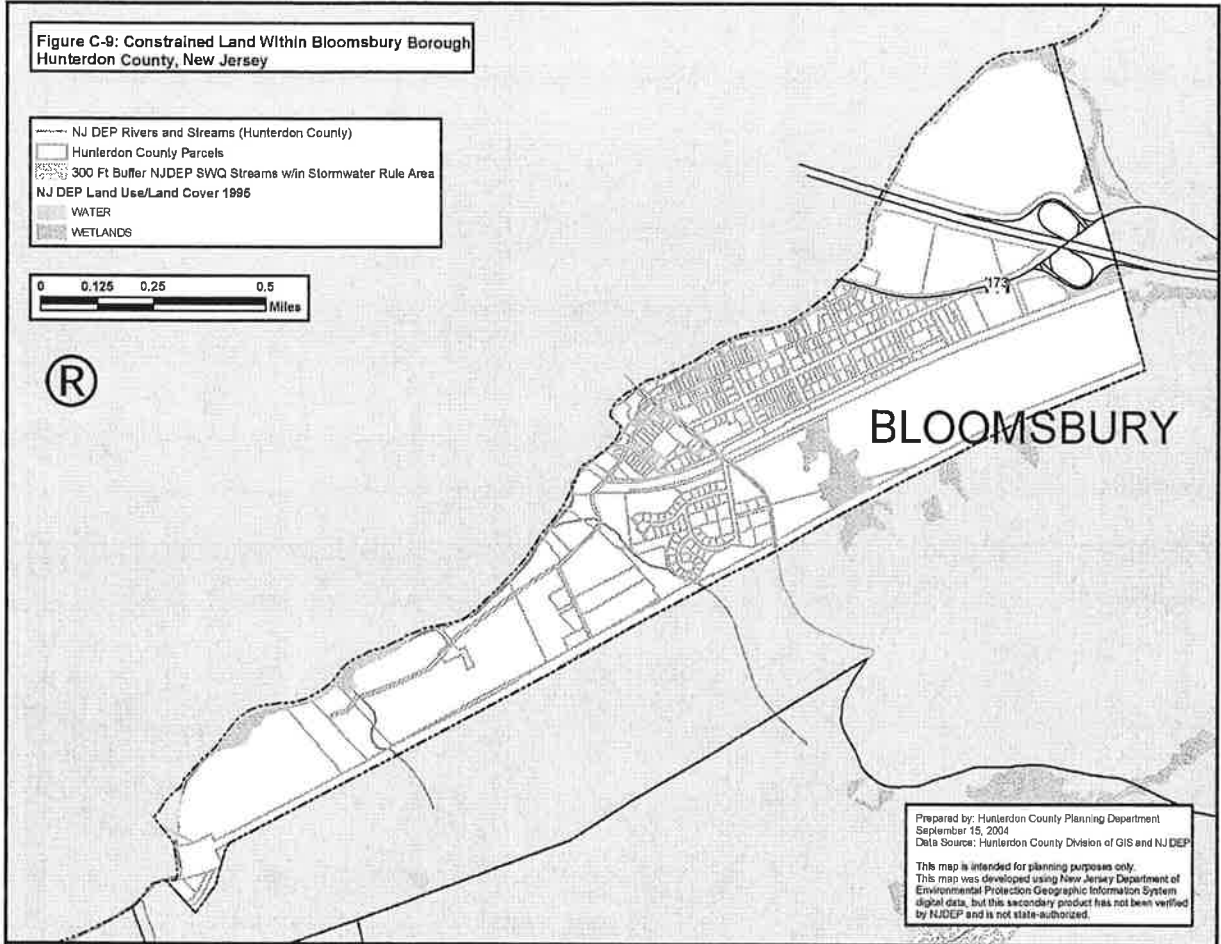 Figure C-9: Constrained Land Within Bloomsbury Borough
Hunterdon County, New Jersey
NJ DEP Rivers and Streams (Hunterdon County)
Hunterdon County Parcels
300 Ft Buffer NJDEP SWQ Streams w/in Stormwater Rule Area
NJ DEP Land Use/Land Cover 1995
WATER
WETLANDS
0 0.125 0.25 0.5
Miles
R
173
BLOOMSBURY
Prepared by: Hunterdon County Planning Department
September 15, 2004
Data Source: Hunterdon County Division of GIS and NJ DEP
This map is intended for planning purposes only.
This map was developed using New Jersey Department of
Environmental Protection Geographic Information System
digital data, but this secondary product has not been verified
by NJDEP and is not state-authorized.